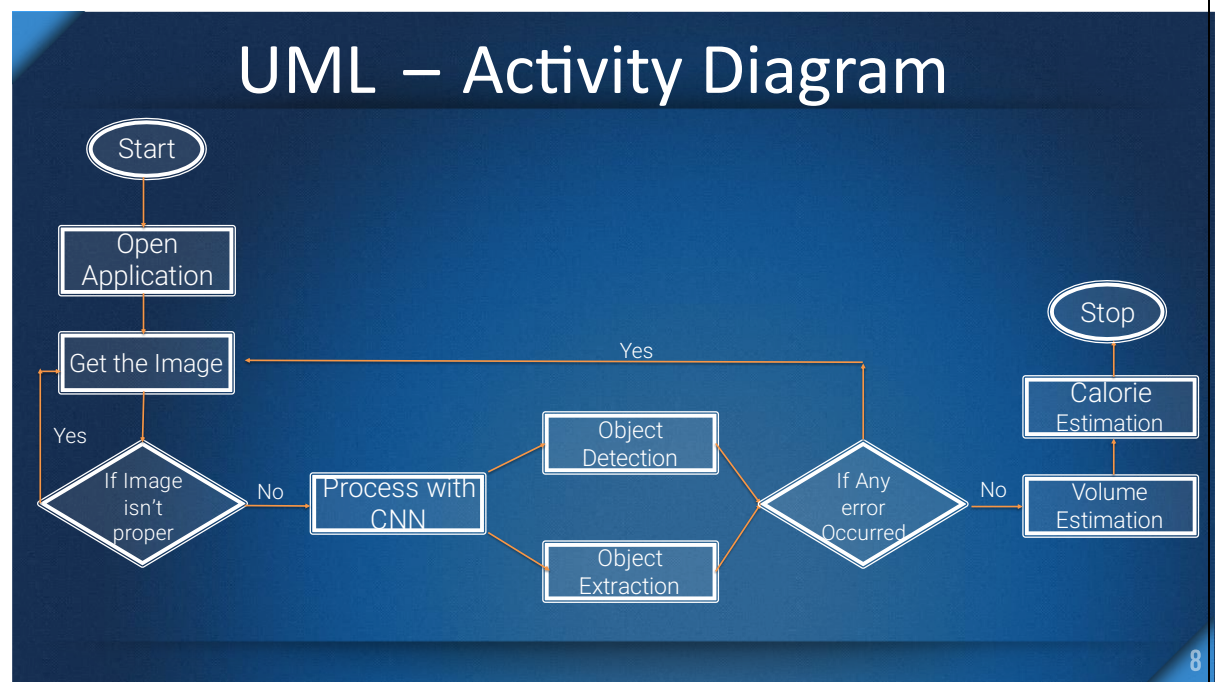 UML – Activity Diagram
Start
Open
Application
Get the Image
Yes
If Image
isn't
proper
No
Process with
CNN
Object
Detection
Object
Extraction
Yes
If Any
error
Occurred
No
Volume
Estimation
Calorie
Estimation
Stop
8